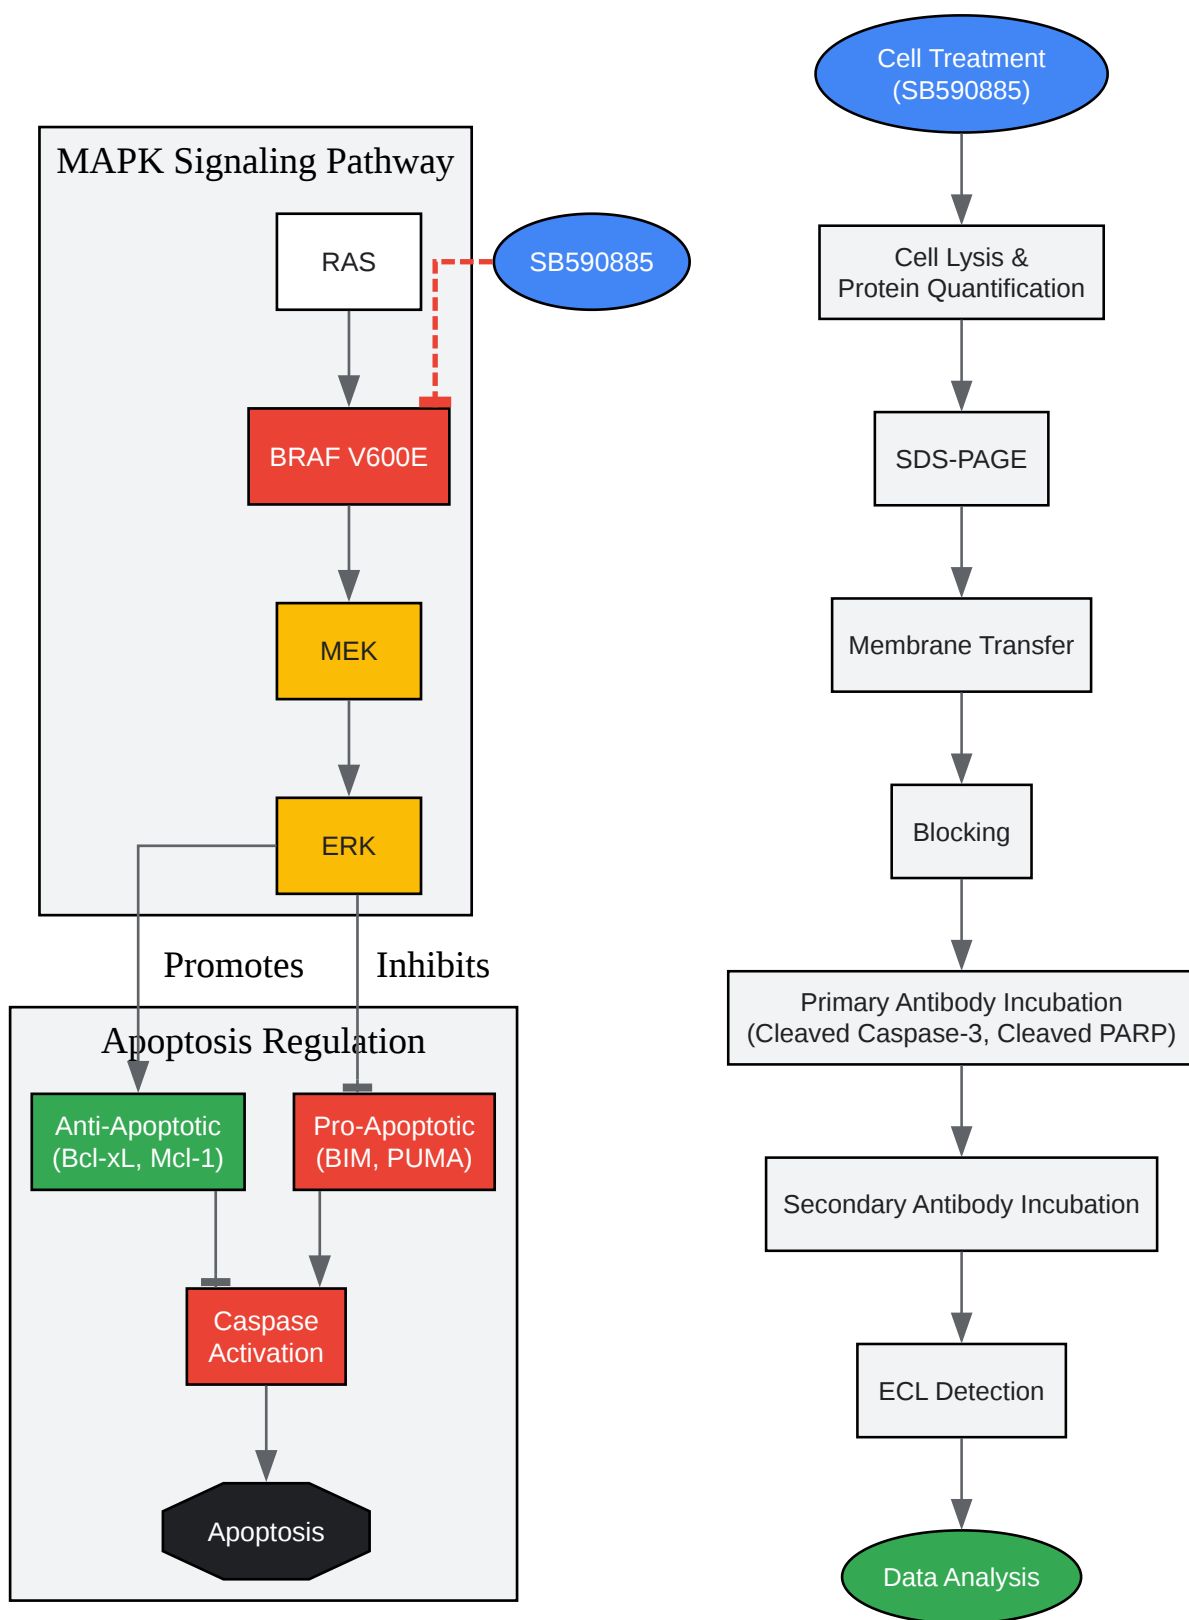 MAPK Signaling Pathway
RAS
SB590885
BRAF V600E
MEK
ERK
Promotes
Inhibits
Apoptosis Regulation
Anti-Apoptotic
(Bcl-xL, Mcl-1)
Pro-Apoptotic
(BIM, PUMA)
Caspase
Activation
Apoptosis
Cell Treatment
(SB590885)
Cell Lysis &
Protein Quantification
SDS-PAGE
Membrane Transfer
Blocking
Primary Antibody Incubation
(Cleaved Caspase-3, Cleaved PARP)
Secondary Antibody Incubation
ECL Detection
Data Analysis